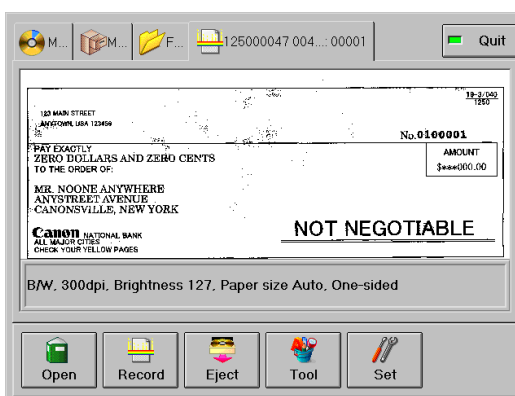 M... M... F... 125000047 004...: 00001 Quit
19-3/040
1250
123 MAIN STREET
ANYTOWN, USA 123456
No.0100001
PAY EXACTLY
ZERO DOLLARS AND ZERO CENTS
TO THE ORDER OF:
AMOUNT
$***000.00
MR. NOONE ANYWHERE
ANYSTREET AVENUE
CANONSVILLE, NEW YORK
Canon NATIONAL BANK
ALL MAJOR CITIES
CHECK YOUR YELLOW PAGES
NOT NEGOTIABLE
B/W, 300dpi, Brightness 127, Paper size Auto, One-sided
Open Record Eject Tool Set